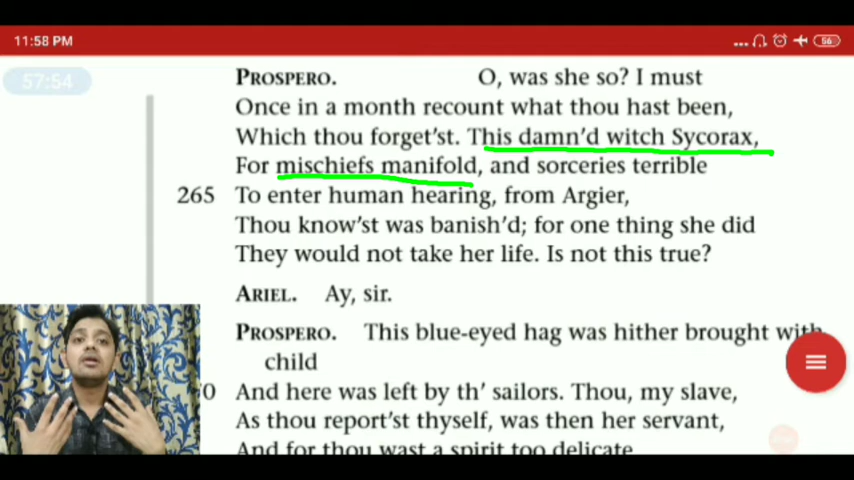 11:58 PM
56
57:54
PROSPERO. O, was she so? I must
Once in a month recount what thou hast been,
Which thou forget'st. This damn'd witch Sycorax,
For mischiefs manifold, and sorceries terrible
265 To enter human hearing, from Argier,
Thou know'st was banish'd; for one thing she did
They would not take her life. Is not this true?
ARIEL. Ay, sir.
PROSPERO. This blue-eyed hag was hither brought with
child
0 And here was left by th' sailors. Thou, my slave,
As thou report'st thyself, was then her servant,
And for thou wast a spirit too delicate